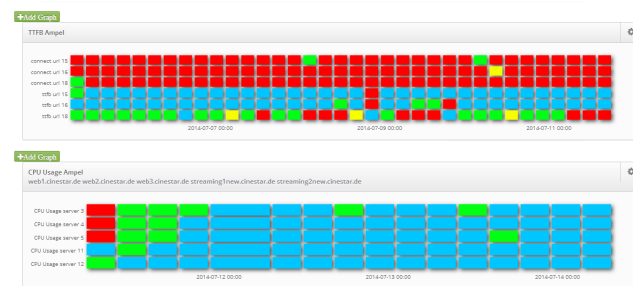 +Add Graph
TTFB Ampel
connect url 15
connect url 16
connect url 18
ttfb url 15
ttfb url 16
ttfb url 18
2014-07-07 00:00 2014-07-09 00:00 2014-07-11 00:00
+Add Graph
CPU Usage Ampel
web1.cinestar.de web2.cinestar.de web3.cinestar.de streaming1new.cinestar.de streaming2new.cinestar.de
CPU Usage server 3
CPU Usage server 4
CPU Usage server 5
CPU Usage server 11
CPU Usage server 12
2014-07-12 00:00 2014-07-13 00:00 2014-07-14 00:00